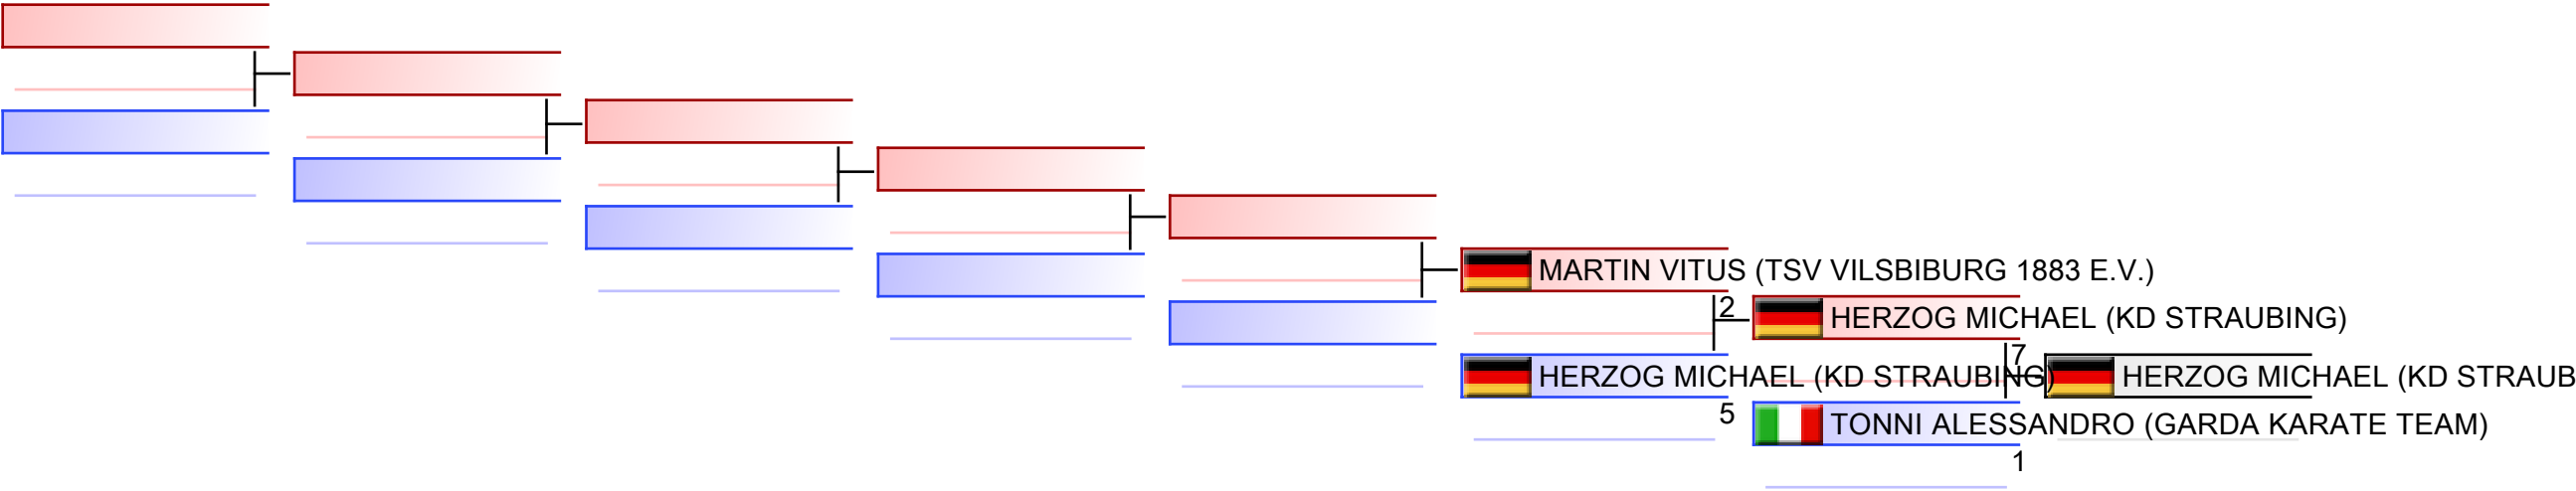 MARTIN VITUS (TSV VILSBIBURG 1883 E.V.)
2
HERZOG MICHAEL (KD STRAUBING)
7
HERZOG MICHAEL (KD STRAUBING)
HERZOG MICHAEL (KD STRAUB
5
TONNI ALESSANDRO (GARDA KARATE TEAM)
1